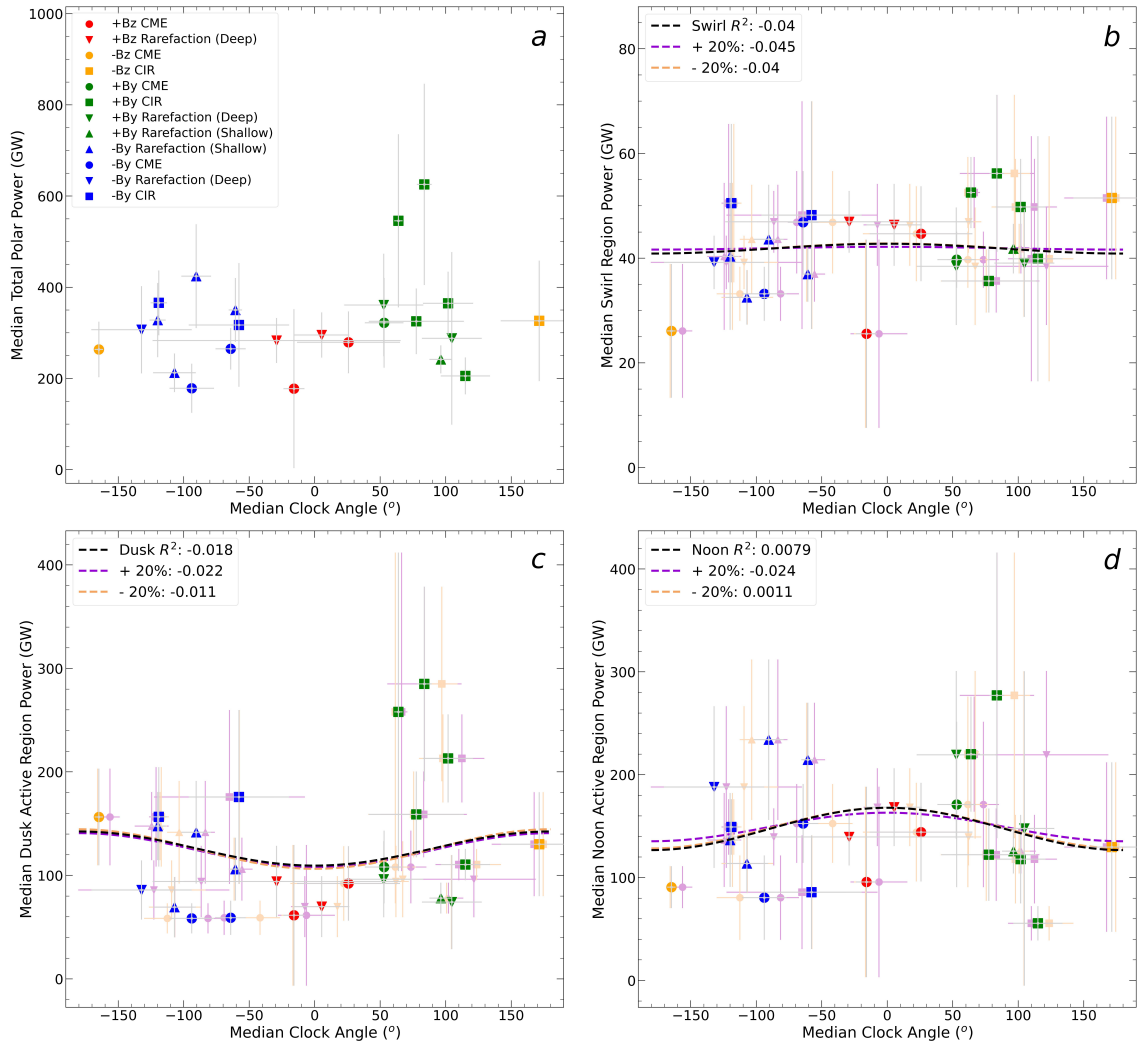 a
+Bz CME
+Bz Rarefaction (Deep)
-Bz CME
-Bz CIR
+By CME
+By CIR
+By Rarefaction (Deep)
+By Rarefaction (Shallow)
-By Rarefaction (Shallow)
-By CME
-By Rarefaction (Deep)
-By CIR
1000
800
600
400
200
0
Median Total Polar Power (GW)
−150 −100 −50 0 50 100 150
Median Clock Angle (°)
b
Swirl R²: -0.04
+ 20%: -0.045
- 20%: -0.04
80
60
40
20
0
Median Swirl Region Power (GW)
−150 −100 −50 0 50 100 150
Median Clock Angle (°)
c
Dusk R²: -0.018
+ 20%: -0.022
- 20%: -0.011
400
300
200
100
0
Median Dusk Active Region Power (GW)
−150 −100 −50 0 50 100 150
Median Clock Angle (°)
d
Noon R²: 0.0079
+ 20%: -0.024
- 20%: 0.0011
400
300
200
100
0
Median Noon Active Region Power (GW)
−150 −100 −50 0 50 100 150
Median Clock Angle (°)